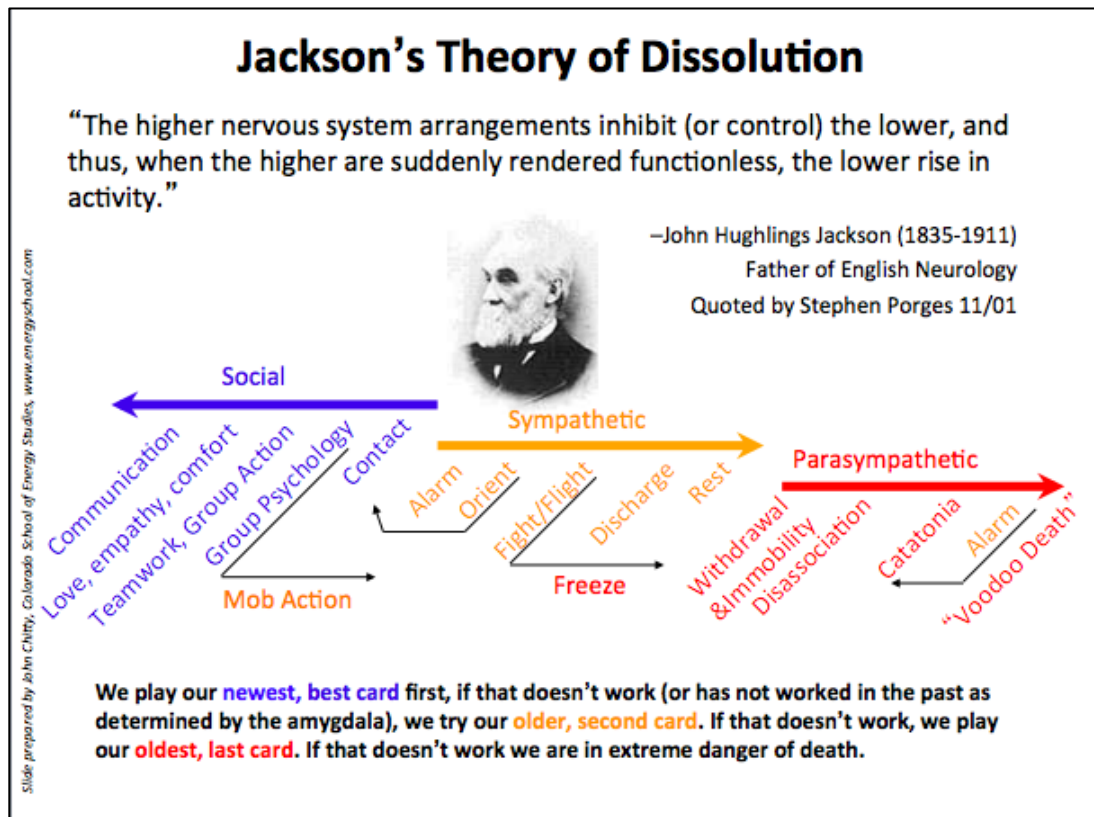 Jackson’s Theory of Dissolution
“The higher nervous system arrangements inhibit (or control) the lower, and
thus, when the higher are suddenly rendered functionless, the lower rise in
activity.”
–John Hughlings Jackson (1835-1911)
Father of English Neurology
Quoted by Stephen Porges 11/01
Social
Communication
Love, empathy, comfort
Teamwork, Group Action
Group Psychology
Contact
Mob Action
Sympathetic
Alarm
Orient
Fight/Flight
Discharge
Rest
Freeze
Parasympathetic
Withdrawal
&Immobility
Disassociation
Catatonia
Alarm
“Voodoo Death”
We play our newest, best card first, if that doesn’t work (or has not worked in the past as
determined by the amygdala), we try our older, second card. If that doesn’t work, we play
our oldest, last card. If that doesn’t work we are in extreme danger of death.
Slide prepared by John Chitty, Colorado School of Energy Studies, www.energyschool.com